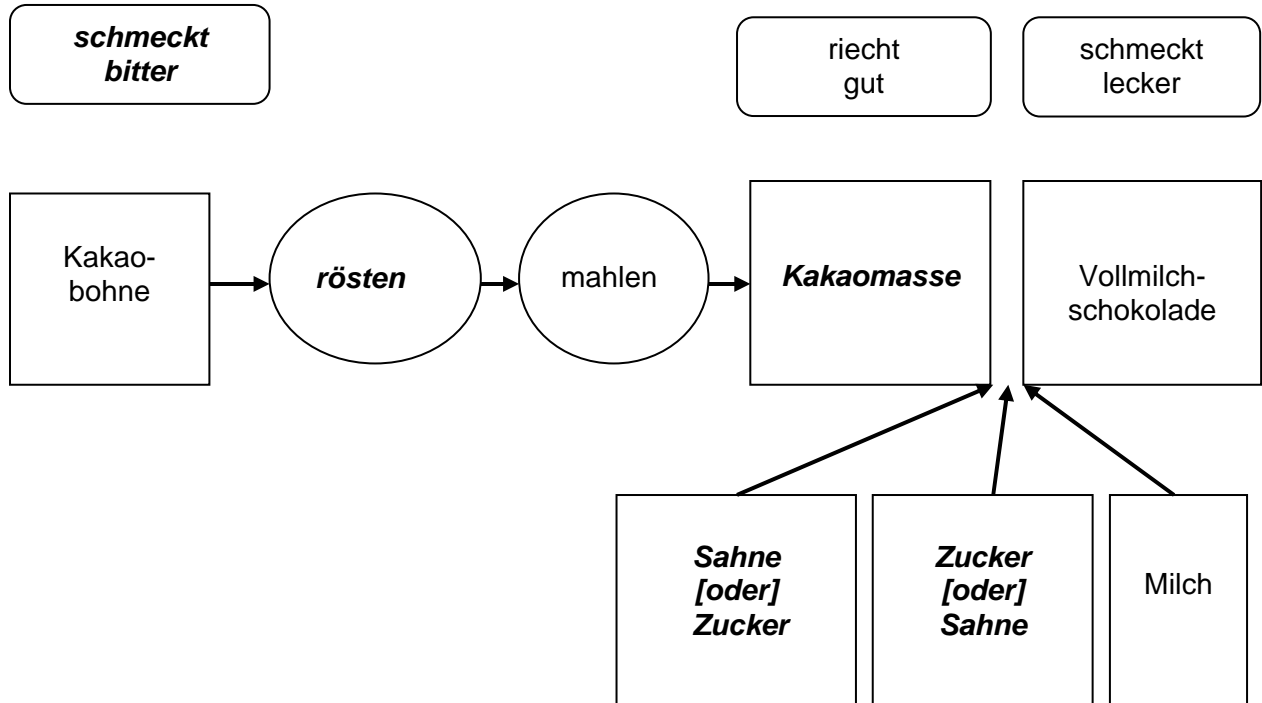 schmeckt
bitter
riecht
gut
schmeckt
lecker
Kakao-
bohne
rösten
mahlen
Kakaomasse
Vollmilch-
schokolade
Sahne
[oder]
Zucker
Zucker
[oder]
Sahne
Milch